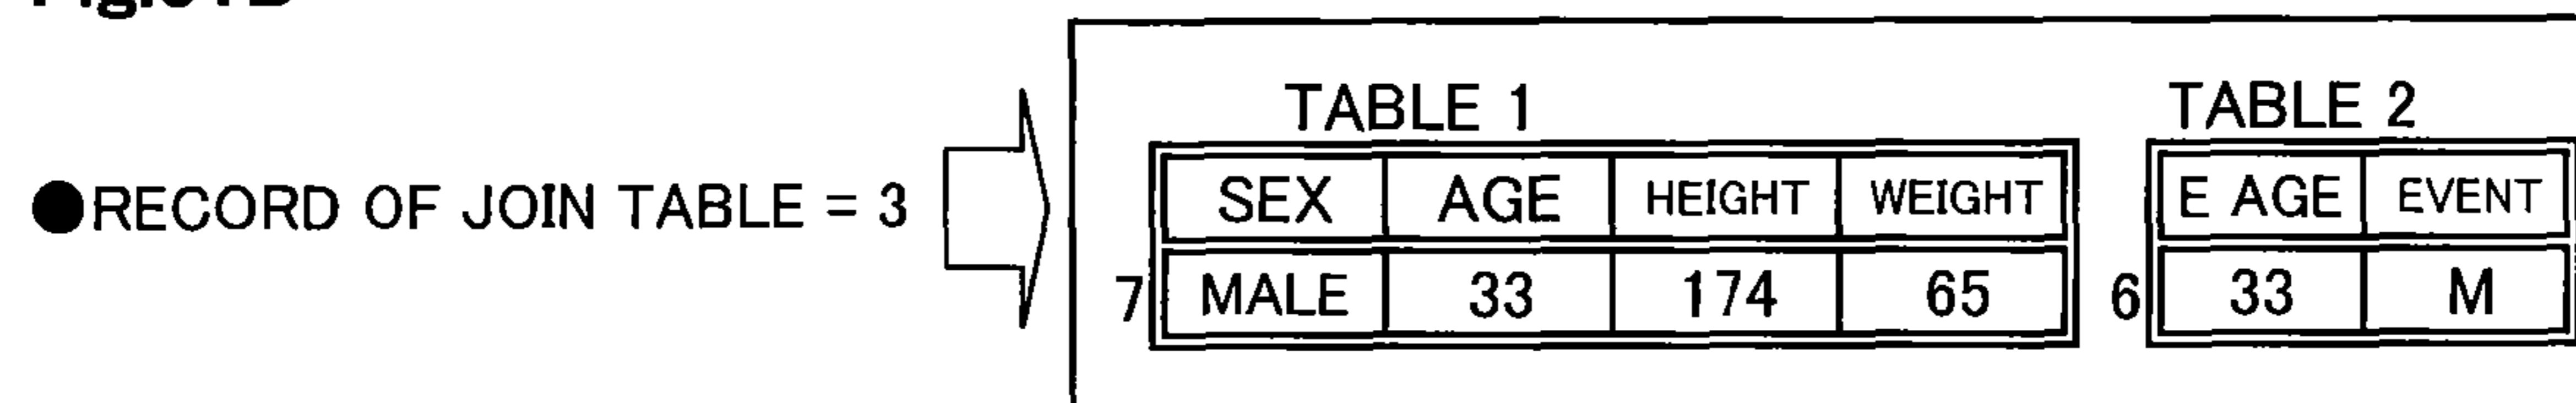 TABLE 1 TABLE 2
●RECORD OF JOIN TABLE = 3
SEX AGE HEIGHT WEIGHT E AGE EVENT
7 MALE 33 174 65 6 33 M